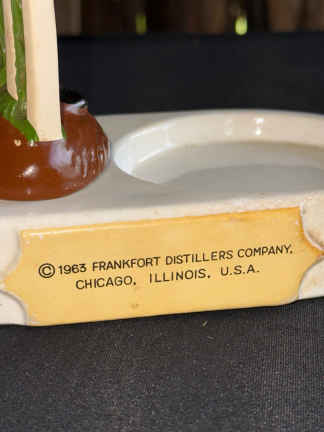 © 1963 FRANKFORT DISTILLERS COMPANY,
CHICAGO, ILLINOIS, U.S.A.